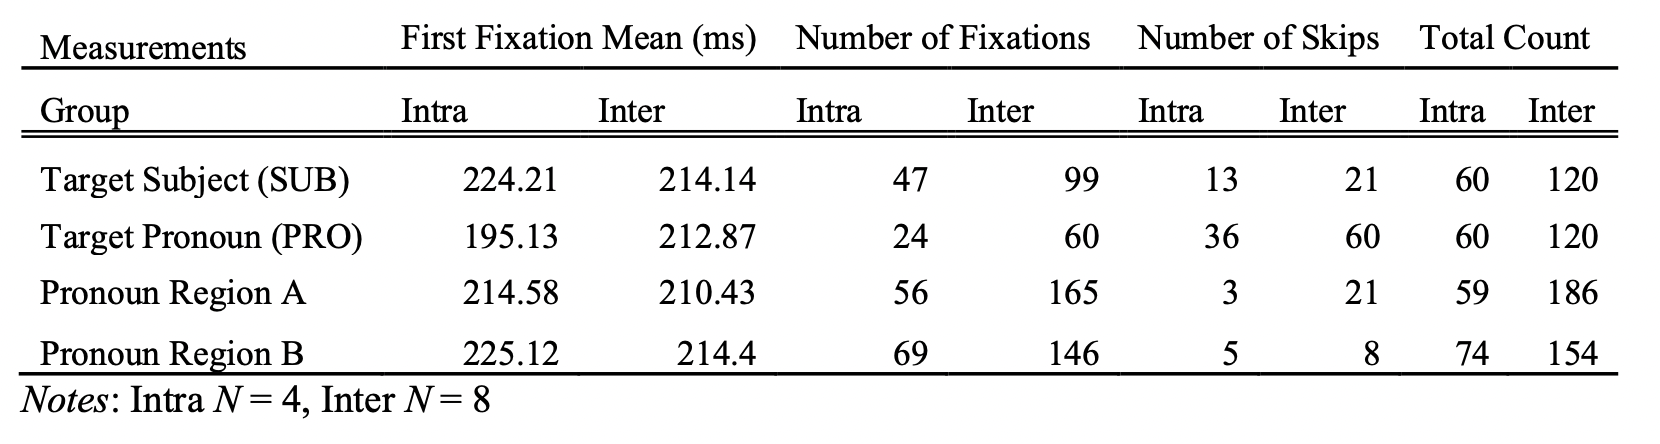 Measurements First Fixation Mean (ms) Number of Fixations Number of Skips Total Count
Group Intra Inter Intra Inter Intra Inter Intra Inter
Target Subject (SUB) 224.21 214.14 47 99 13 21 60 120
Target Pronoun (PRO) 195.13 212.87 24 60 36 60 60 120
Pronoun Region A 214.58 210.43 56 165 3 21 59 186
Pronoun Region B 225.12 214.4 69 146 5 8 74 154
Notes: Intra N = 4, Inter N = 8